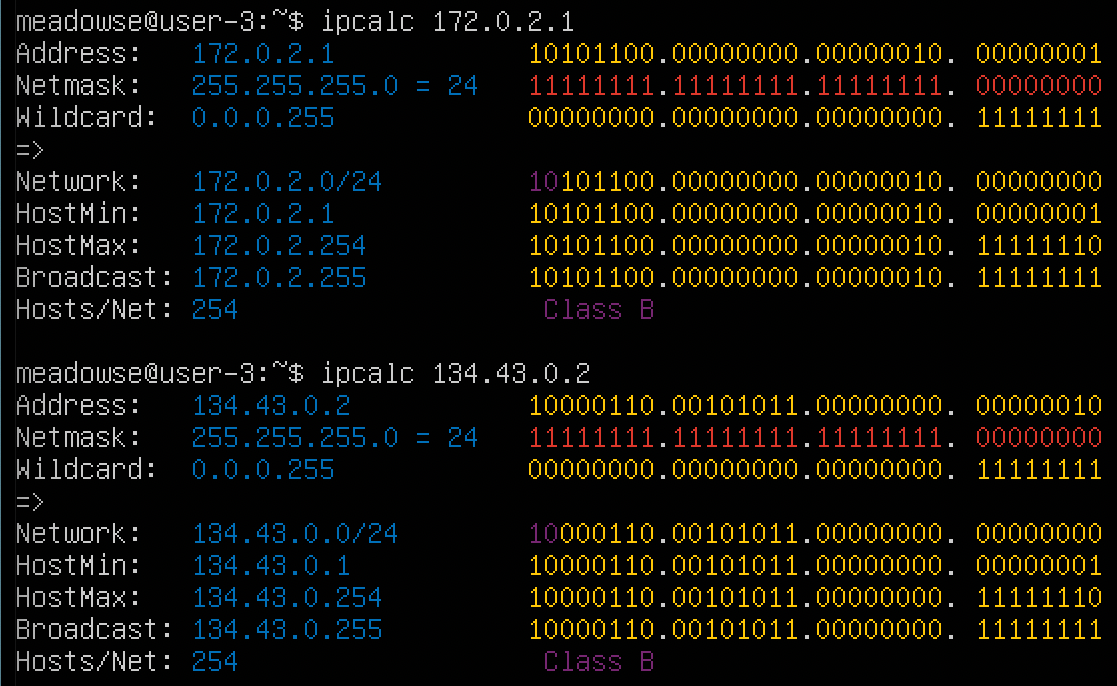 meadowse@user-3:~$ ipcalc 172.0.2.1
Address:   172.0.2.1            10101100.00000000.00000010. 00000001
Netmask:   255.255.255.0 = 24   11111111.11111111.11111111. 00000000
Wildcard:  0.0.0.255            00000000.00000000.00000000. 11111111
=>
Network:   172.0.2.0/24         10101100.00000000.00000010. 00000000
HostMin:   172.0.2.1            10101100.00000000.00000010. 00000001
HostMax:   172.0.2.254          10101100.00000000.00000010. 11111110
Broadcast: 172.0.2.255          10101100.00000000.00000010. 11111111
Hosts/Net: 254                   Class B
meadowse@user-3:~$ ipcalc 134.43.0.2
Address:   134.43.0.2           10000110.00101011.00000000. 00000010
Netmask:   255.255.255.0 = 24   11111111.11111111.11111111. 00000000
Wildcard:  0.0.0.255            00000000.00000000.00000000. 11111111
=>
Network:   134.43.0.0/24        10000110.00101011.00000000. 00000000
HostMin:   134.43.0.1           10000110.00101011.00000000. 00000001
HostMax:   134.43.0.254         10000110.00101011.00000000. 11111110
Broadcast: 134.43.0.255         10000110.00101011.00000000. 11111111
Hosts/Net: 254                   Class B